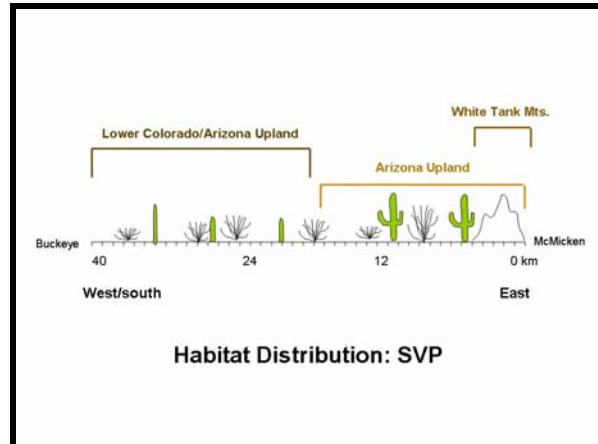 White Tank Mts.
Lower Colorado/Arizona Upland
Arizona Upland
Buckeye
McMicken
40 24 12 0 km
West/south East
Habitat Distribution: SVP